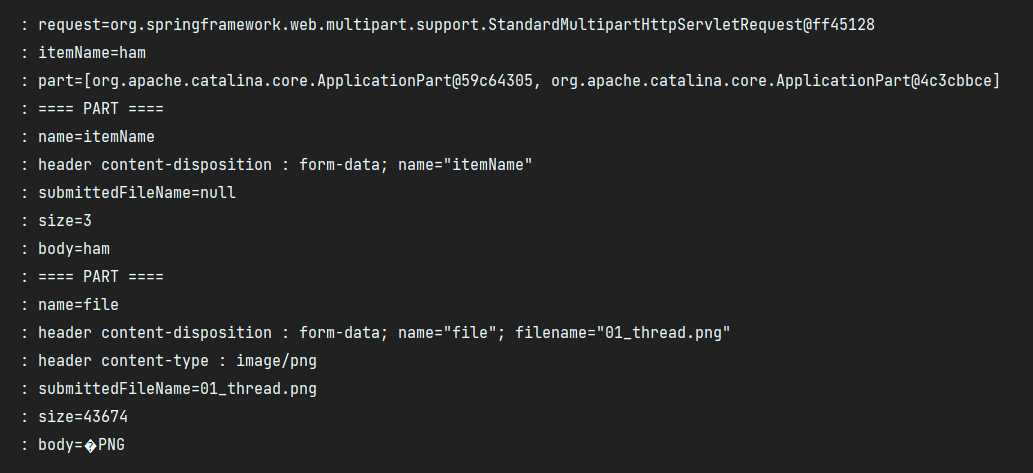 : request=org.springframework.web.multipart.support.StandardMultipartHttpServletRequest@ff45128
: itemName=ham
: part=[org.apache.catalina.core.ApplicationPart@59c64305, org.apache.catalina.core.ApplicationPart@4c3cbbce]
: ==== PART ====
: name=itemName
: header content-disposition : form-data; name="itemName"
: submittedFileName=null
: size=3
: body=ham
: ==== PART ====
: name=file
: header content-disposition : form-data; name="file"; filename="01_thread.png"
: header content-type : image/png
: submittedFileName=01_thread.png
: size=43674
: body=�PNG